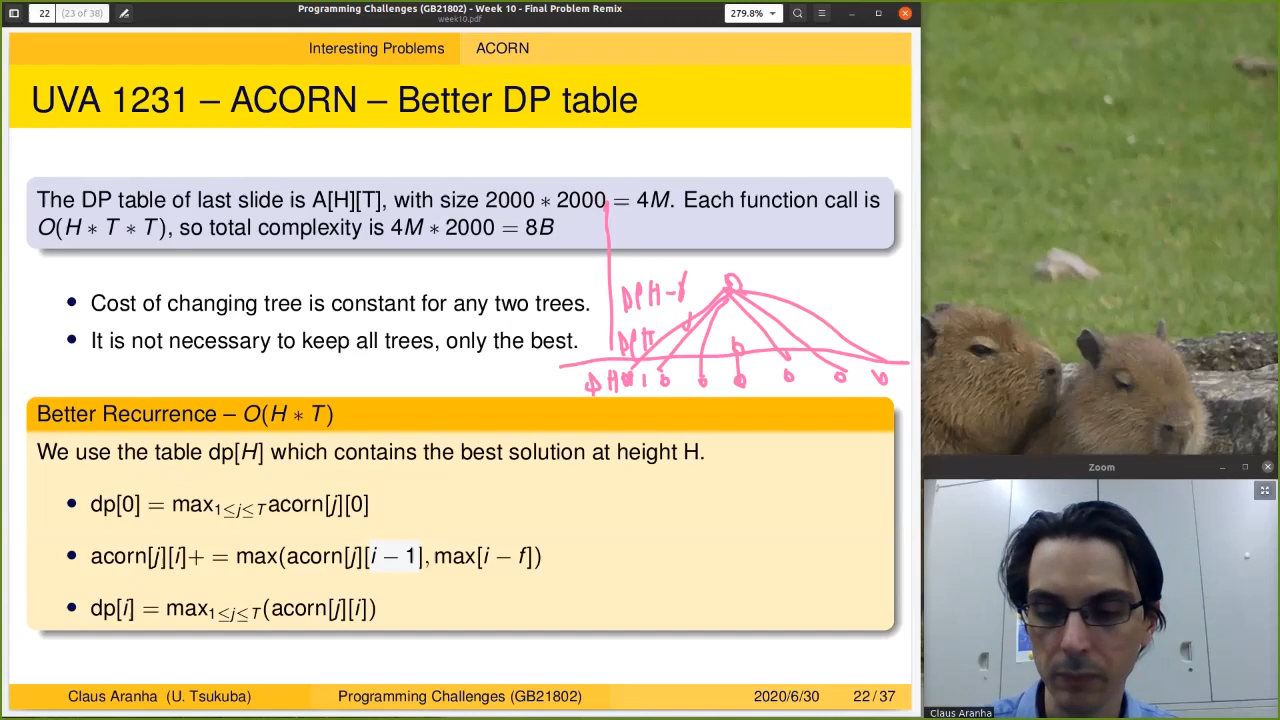 22
(23 of 38)
Programming Challenges (GB21802) - Week 10 - Final Problem Remix
week10.pdf
279.8%
Interesting Problems
ACORN
UVA 1231 – ACORN – Better DP table
The DP table of last slide is A[H][T], with size 2000 ∗ 2000 = 4M. Each function call is
O(H ∗ T ∗ T), so total complexity is 4M ∗ 2000 = 8B
• Cost of changing tree is constant for any two trees.
• It is not necessary to keep all trees, only the best.
DPH-f
DPH
Better Recurrence – O(H ∗ T)
We use the table dp[H] which contains the best solution at height H.
• dp[0] = max1≤j≤T acorn[j][0]
• acorn[j][i]+ = max(acorn[j][i − 1], max[i − f])
• dp[i] = max1≤j≤T(acorn[j][i])
Claus Aranha (U. Tsukuba)
Programming Challenges (GB21802)
2020/6/30
22 / 37
Zoom
Claus Aranha